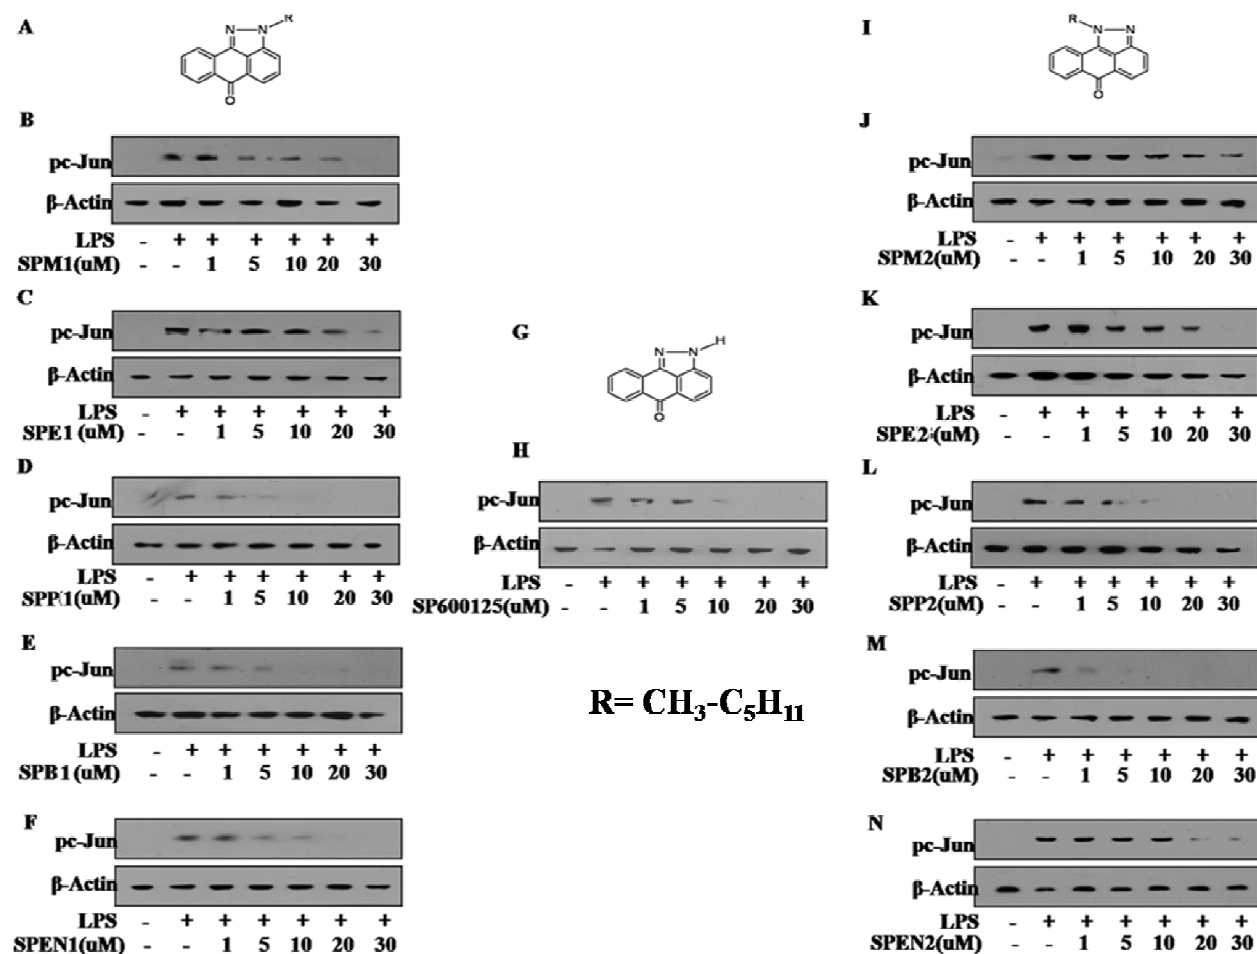 A
N
N
R
O
B
pc-Jun
β-Actin
LPS - + + + + + +
SPM1(uM) - - 1 5 10 20 30
C
pc-Jun
β-Actin
LPS - + + + + + +
SPE1(uM) - - 1 5 10 20 30
D
pc-Jun
β-Actin
LPS - + + + + + +
SPP1(uM) - - 1 5 10 20 30
E
pc-Jun
β-Actin
LPS - + + + + + +
SPB1(uM) - - 1 5 10 20 30
F
pc-Jun
β-Actin
LPS - + + + + + +
SPEN1(uM) - - 1 5 10 20 30
G
N
N
H
O
H
pc-Jun
β-Actin
LPS - + + + + + +
SP600125(uM) - - 1 5 10 20 30
R= CH₃-C₅H₁₁
I
R
N
N
O
J
pc-Jun
β-Actin
LPS - + + + + + +
SPM2(uM) - - 1 5 10 20 30
K
pc-Jun
β-Actin
LPS - + + + + + +
SPE2(uM) - - 1 5 10 20 30
L
pc-Jun
β-Actin
LPS - + + + + + +
SPP2(uM) - - 1 5 10 20 30
M
pc-Jun
β-Actin
LPS - + + + + + +
SPB2(uM) - - 1 5 10 20 30
N
pc-Jun
β-Actin
LPS - + + + + + +
SPEN2(uM) - - 1 5 10 20 30